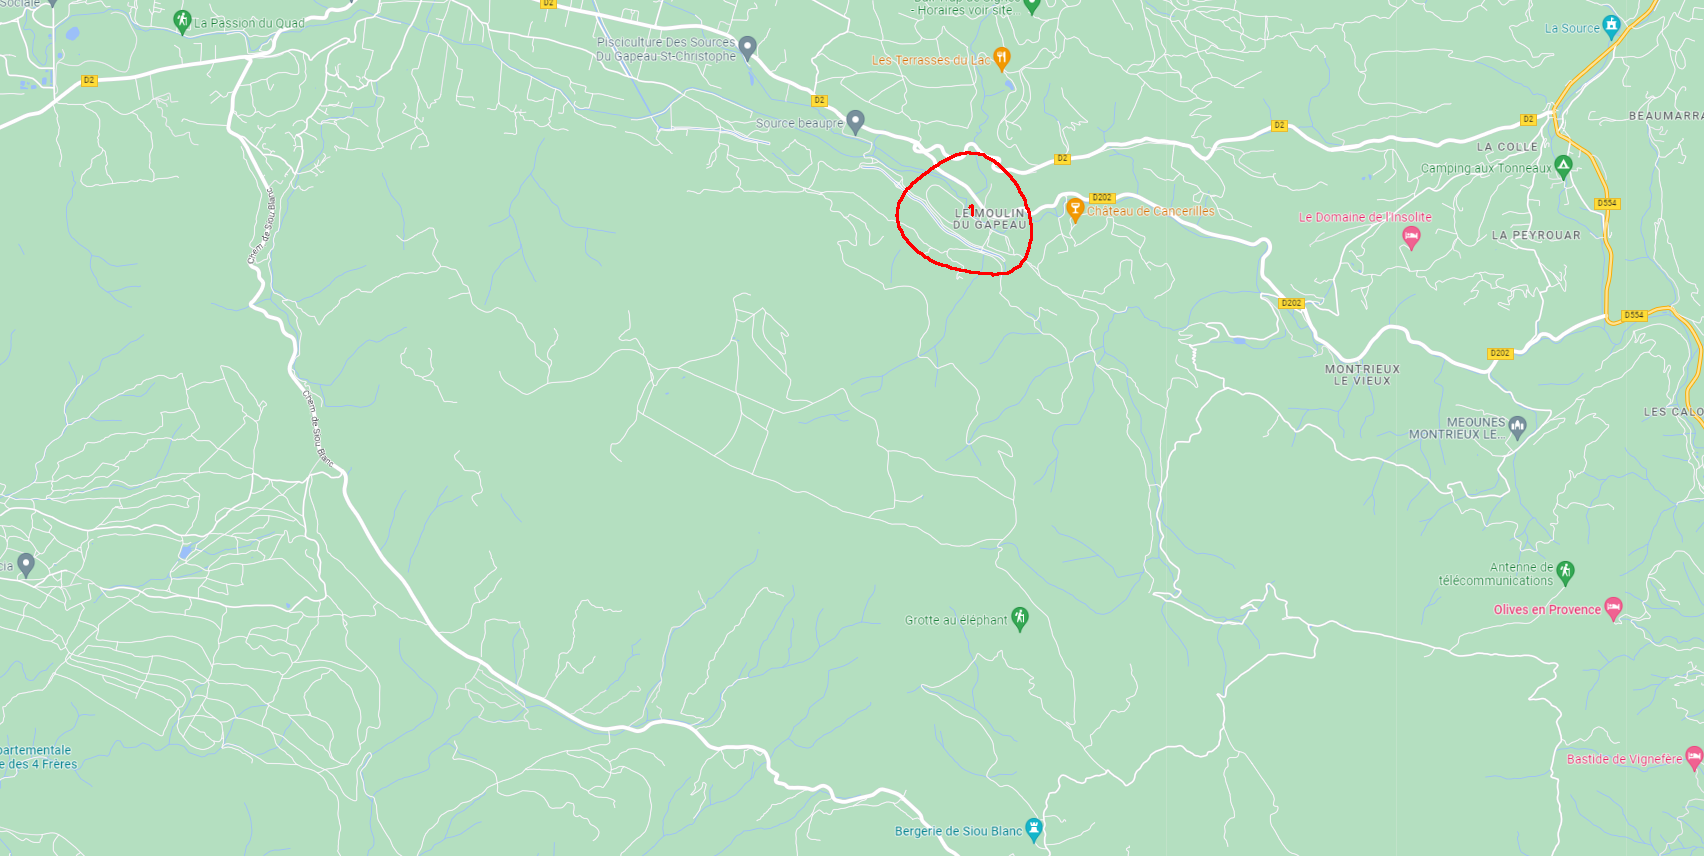 Sociale
D2
- Horaires voir site...
La Passion du Quad
La Source
Pisciculture Des Sources
Du Gapeau St-Christophe
Les Terrasses du Lac
D2
D2
Source beaupre
D2
D2
BEAUMARRA
LA COLLE
D2
Camping aux Tonneaux
D202
D554
1
LE MOULIN
DU GAPEAU
Château de Cancerilles
Le Domaine de l'Insolite
LA PEYROUAR
Chem. de Siou Blanc
D202
D554
D202
MONTRIEUX
LE VIEUX
LES CALO
MEOUNES
MONTRIEUX LE...
Chem. de Siou Blanc
cia
Antenne de
télécommunications
Olives en Provence
Grotte au éléphant
partementale
e des 4 Frères
Bastide de Vignefère
Bergerie de Siou Blanc